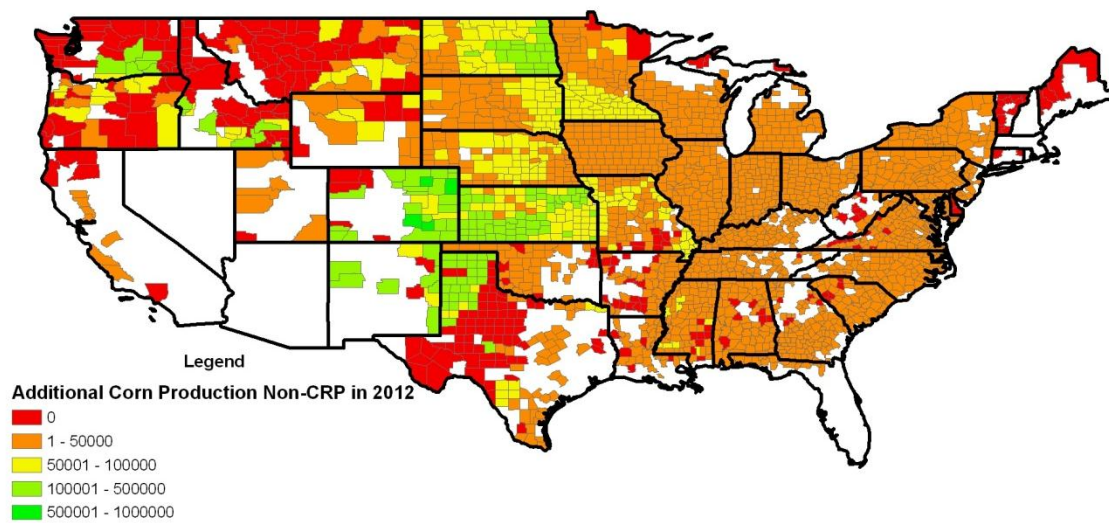 Legend
Additional Corn Production Non-CRP in 2012
0
1 - 50000
50001 - 100000
100001 - 500000
500001 - 1000000